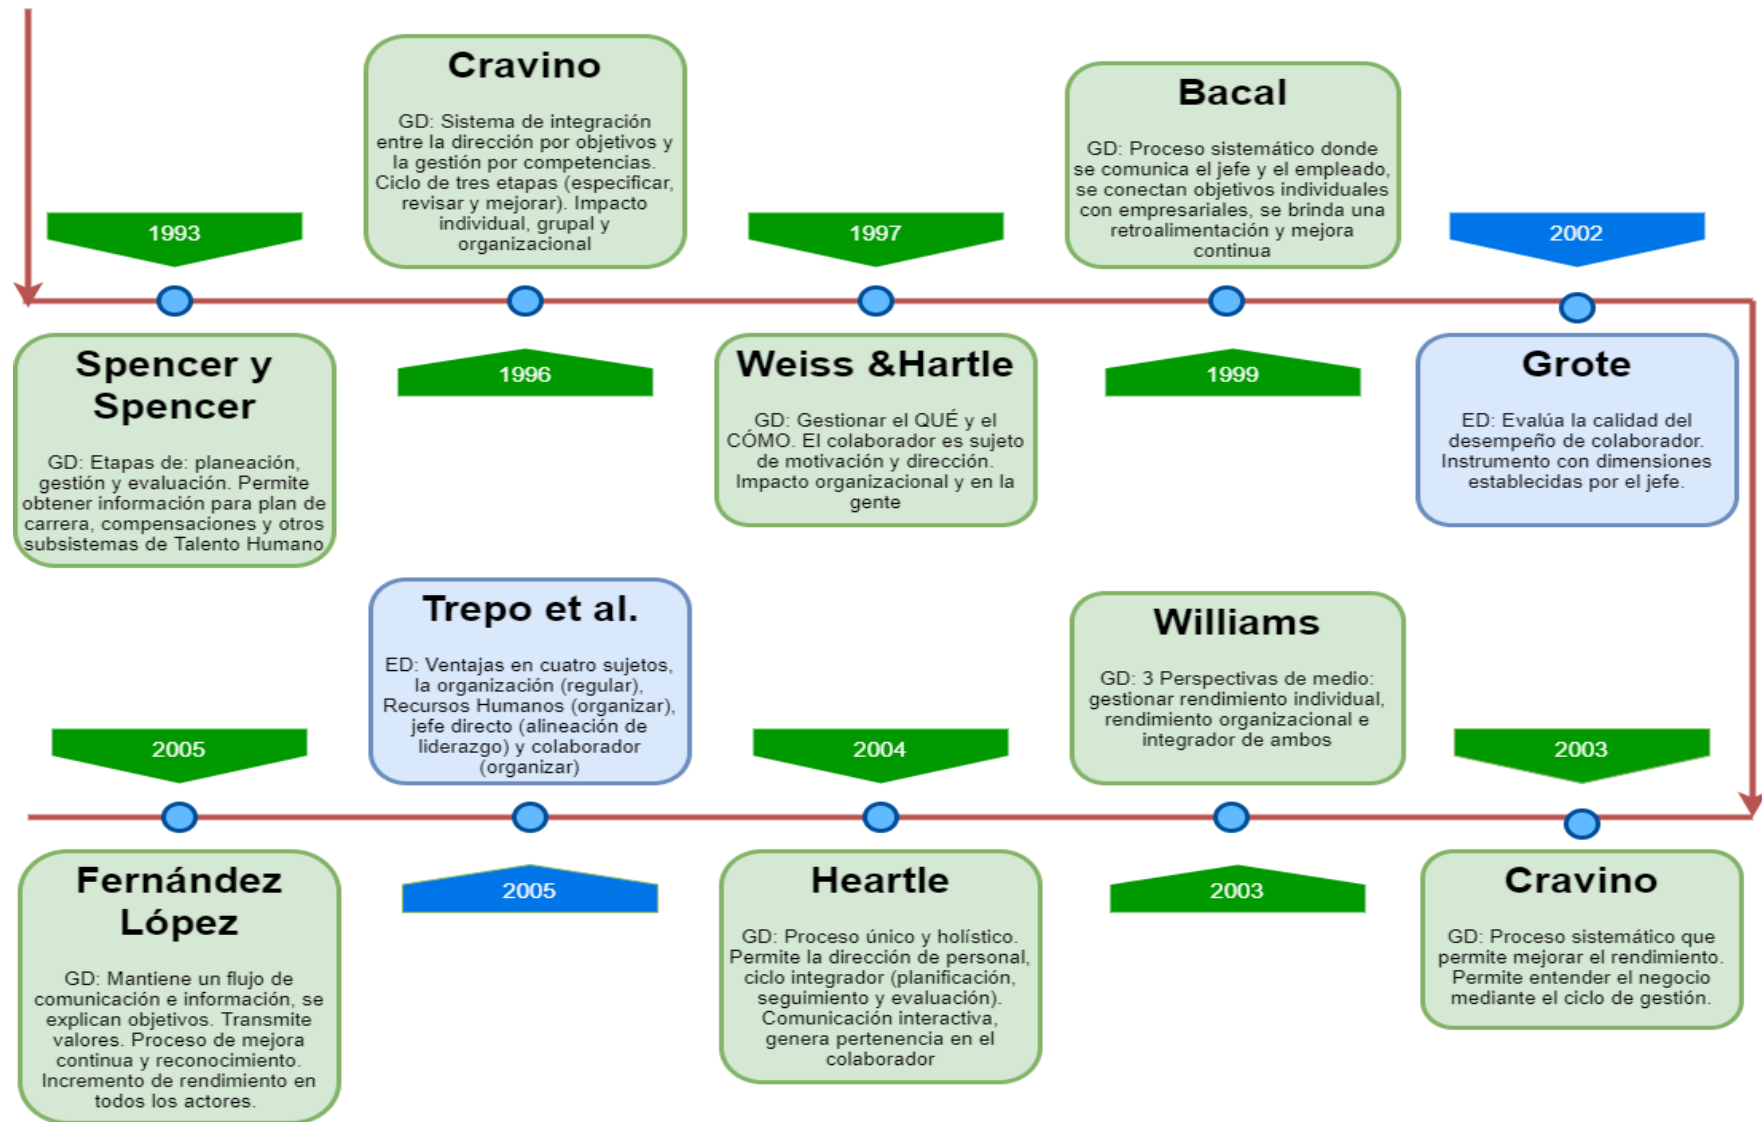 1993
Spencer y
Spencer
GD: Etapas de: planeación,
gestión y evaluación. Permite
obtener información para plan de
carrera, compensaciones y otros
subsistemas de Talento Humano
Cravino
GD: Sistema de integración
entre la dirección por objetivos y
la gestión por competencias.
Ciclo de tres etapas (especificar,
revisar y mejorar). Impacto
individual, grupal y
organizacional
1996
1997
Weiss &Hartle
GD: Gestionar el QUÉ y el
CÓMO. El colaborador es sujeto
de motivación y dirección.
Impacto organizacional y en la
gente
Bacal
GD: Proceso sistemático donde
se comunica el jefe y el empleado,
se conectan objetivos individuales
con empresariales, se brinda una
retroalimentación y mejora
continua
1999
2002
Grote
ED: Evalúa la calidad del
desempeño de colaborador.
Instrumento con dimensiones
establecidas por el jefe.
2003
Cravino
GD: Proceso sistemático que
permite mejorar el rendimiento.
Permite entender el negocio
mediante el ciclo de gestión.
Williams
GD: 3 Perspectivas de medio:
gestionar rendimiento individual,
rendimiento organizacional e
integrador de ambos
2003
2004
Heartle
GD: Proceso único y holístico.
Permite la dirección de personal,
ciclo integrador (planificación,
seguimiento y evaluación).
Comunicación interactiva,
genera pertenencia en el
colaborador
Trepo et al.
ED: Ventajas en cuatro sujetos,
la organización (regular),
Recursos Humanos (organizar),
jefe directo (alineación de
liderazgo) y colaborador
(organizar)
2005
2005
Fernández
López
GD: Mantiene un flujo de
comunicación e información, se
explican objetivos. Transmite
valores. Proceso de mejora
continua y reconocimiento.
Incremento de rendimiento en
todos los actores.